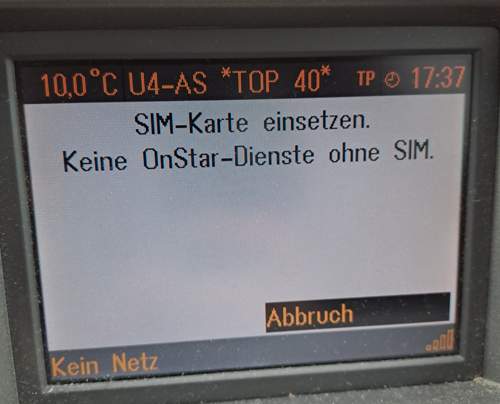 10,0°C U4-AS *TOP 40* TP 17:37
SIM-Karte einsetzen.
Keine OnStar-Dienste ohne SIM.
Abbruch
Kein Netz